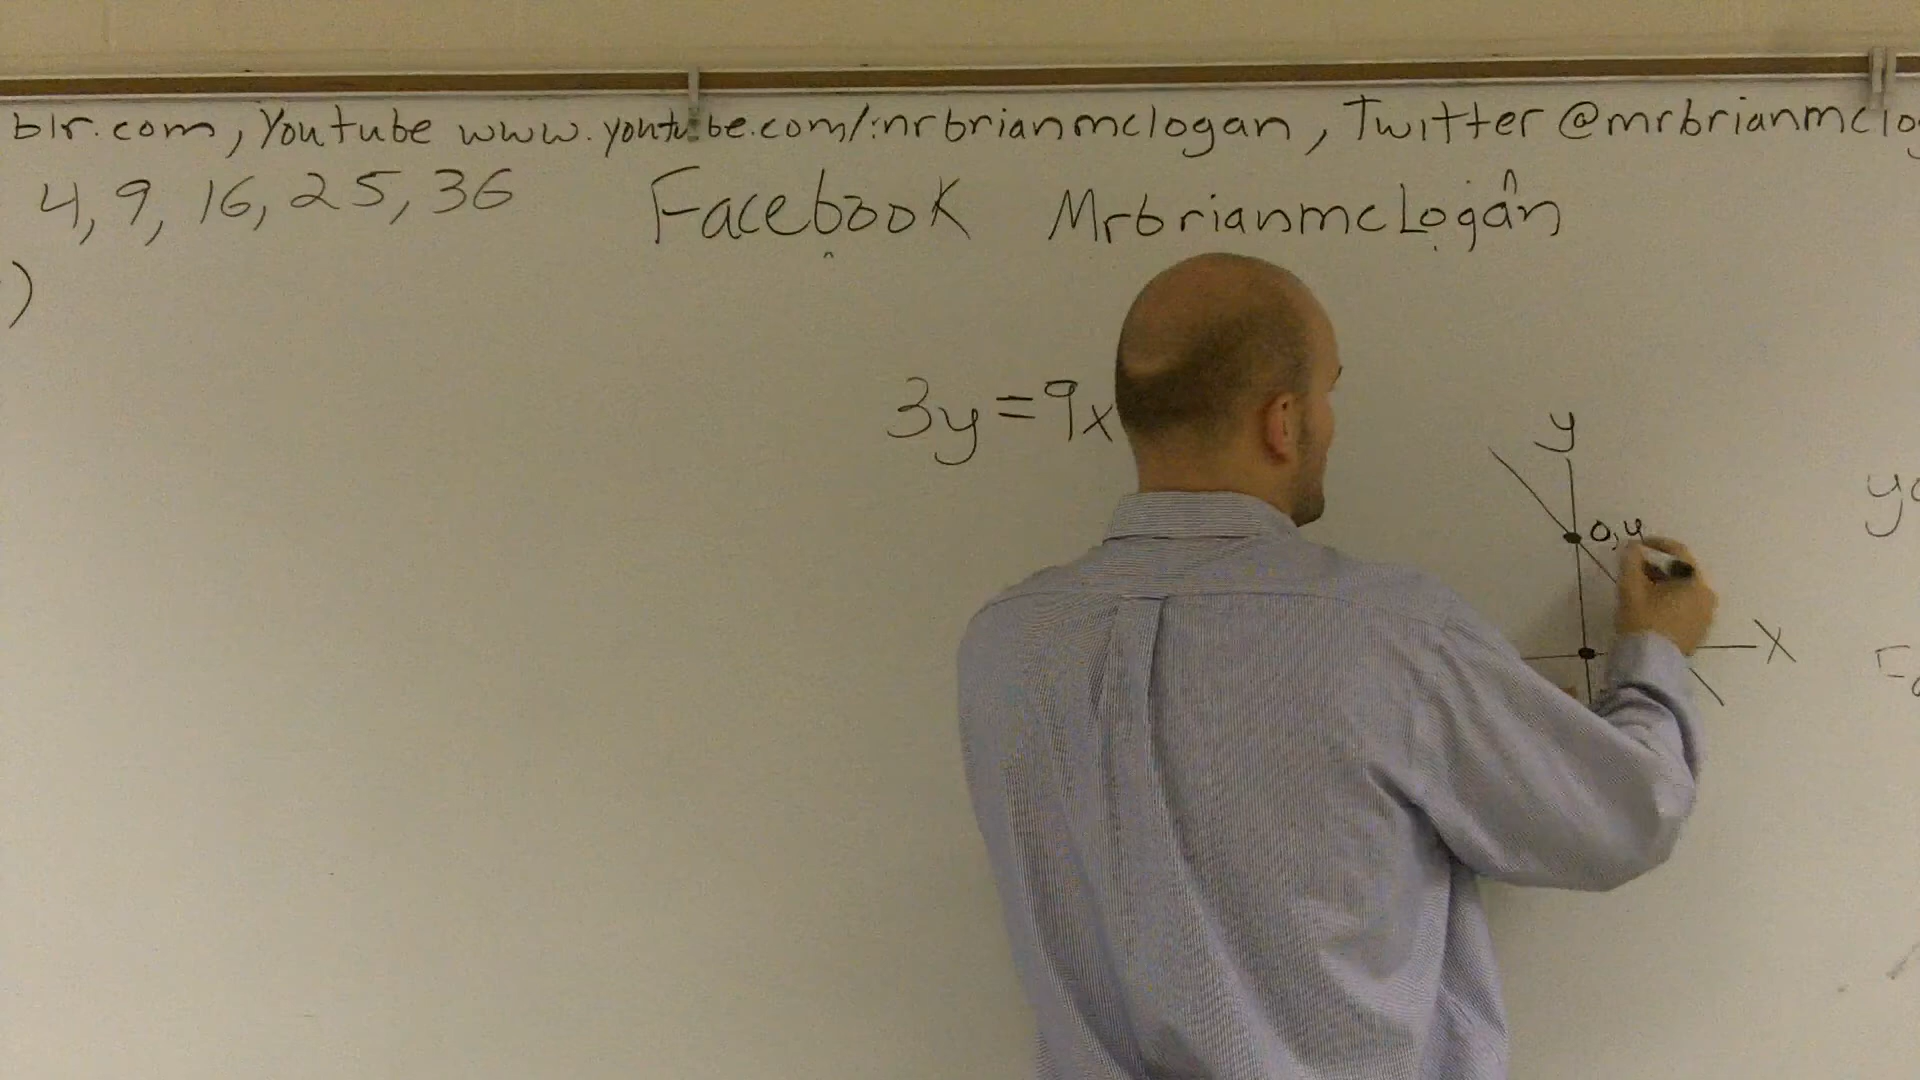 blr.com, Youtube www.youtube.com/mrbrianmclogan, Twitter @mrbrianmclog
4, 9, 16, 25, 36 Facebook MrbrianmcLogan
)
3y=9x
y
0,4
x